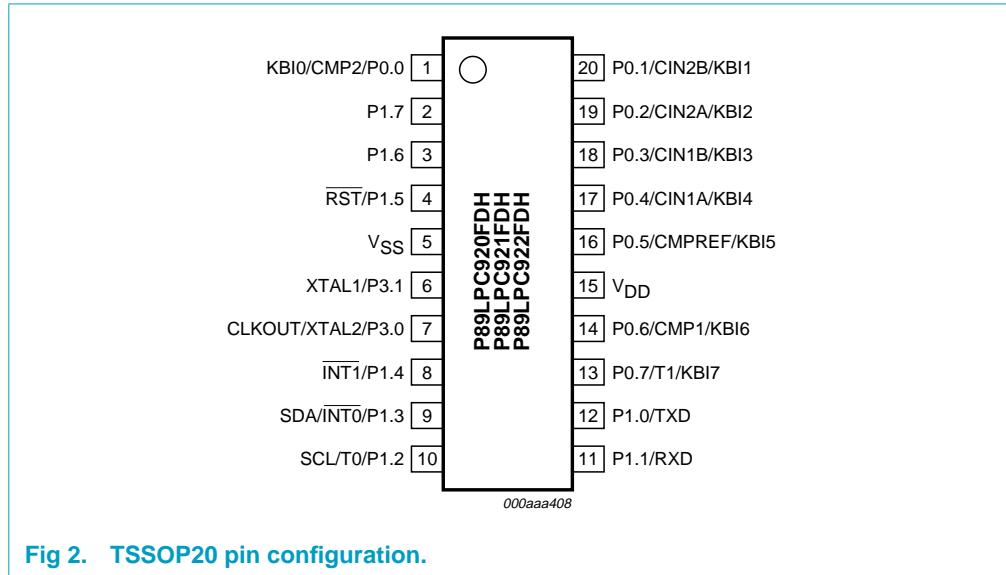 KBI0/CMP2/P0.0 1
P1.7 2
P1.6 3
R̅S̅T̅/P1.5 4
VSS 5
XTAL1/P3.1 6
CLKOUT/XTAL2/P3.0 7
I̅N̅T̅1̅/P1.4 8
SDA/I̅N̅T̅0̅/P1.3 9
SCL/T0/P1.2 10
P89LPC920FDH
P89LPC921FDH
P89LPC922FDH
20 P0.1/CIN2B/KBI1
19 P0.2/CIN2A/KBI2
18 P0.3/CIN1B/KBI3
17 P0.4/CIN1A/KBI4
16 P0.5/CMPREF/KBI5
15 VDD
14 P0.6/CMP1/KBI6
13 P0.7/T1/KBI7
12 P1.0/TXD
11 P1.1/RXD
000aaa408
Fig 2. TSSOP20 pin configuration.